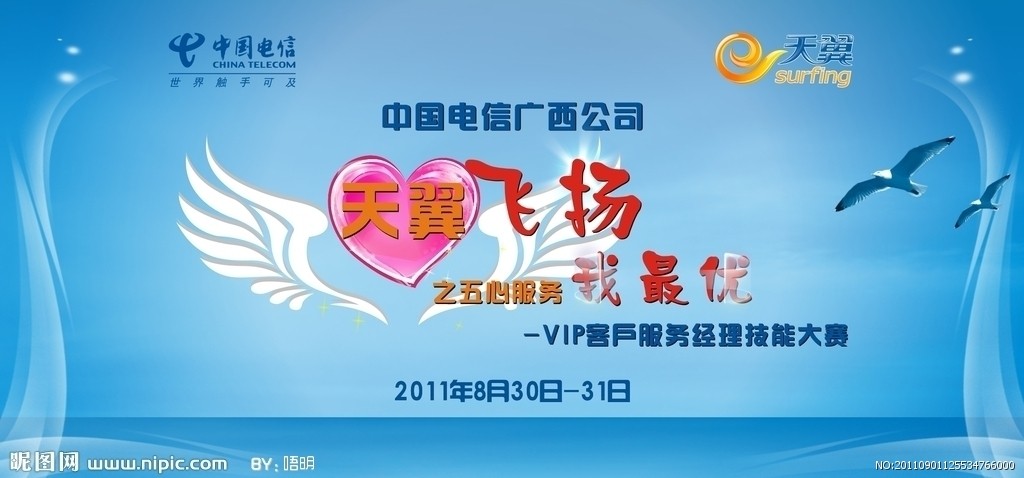 中国电信
CHINA TELECOM
世界触手可及
天翼
surfing
中国电信广西公司
天翼飞扬
之五心服务 我最优
-VIP客戶服务经理技能大赛
2011年8月30日-31日
昵图网 www.nipic.com BY:唔明
NO:20110901125534766000